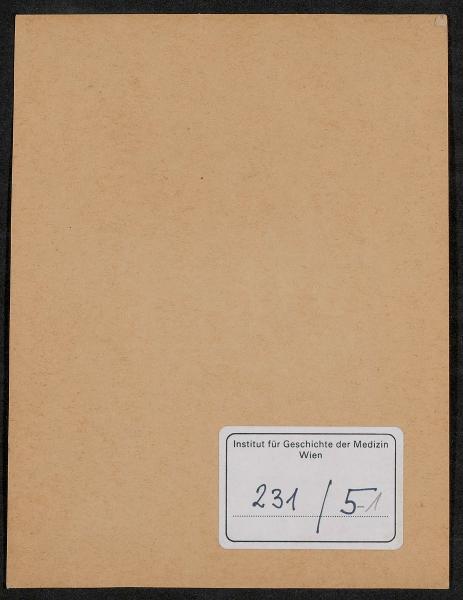 Institut für Geschichte der Medizin
Wien
231 / 5-1